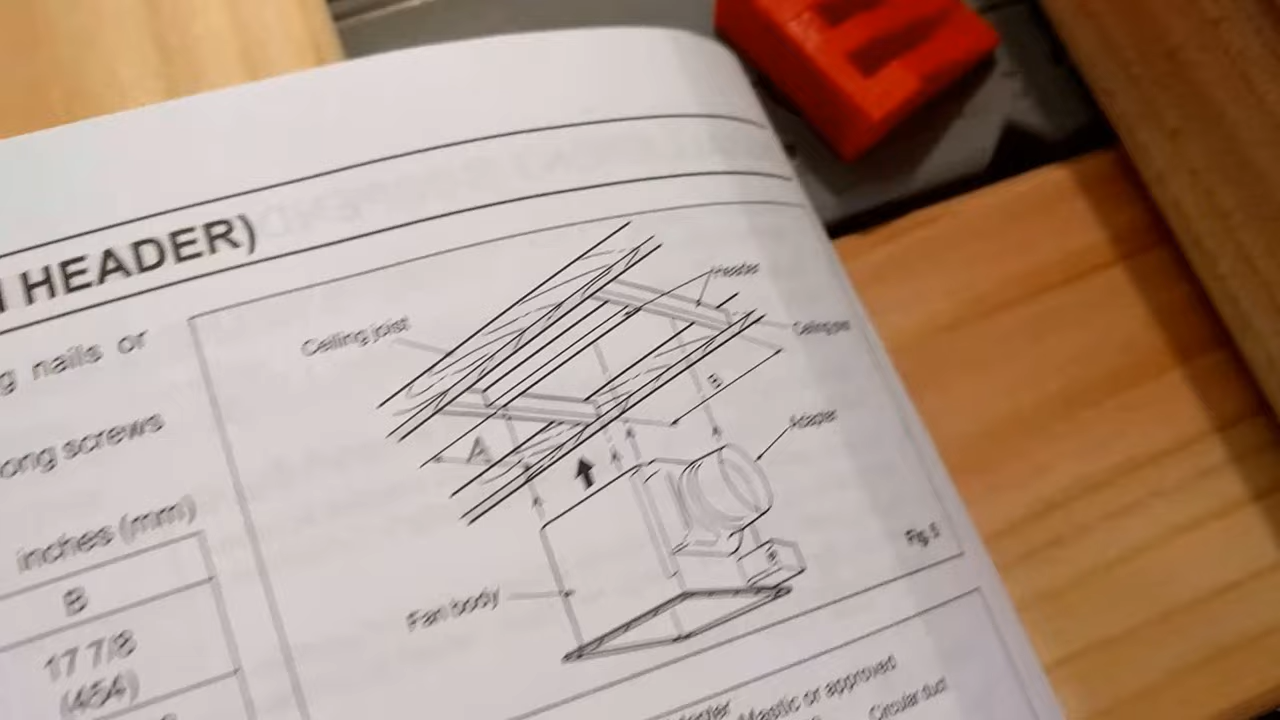 HEADER)
g nails or
ong screws
inches (mm)
B
17 7/8
(454)
Header
Ceiling joist
Ceiling joist
B
A
Adapter
Fan body
Fig. 5
Mastic or approved
Circular duct